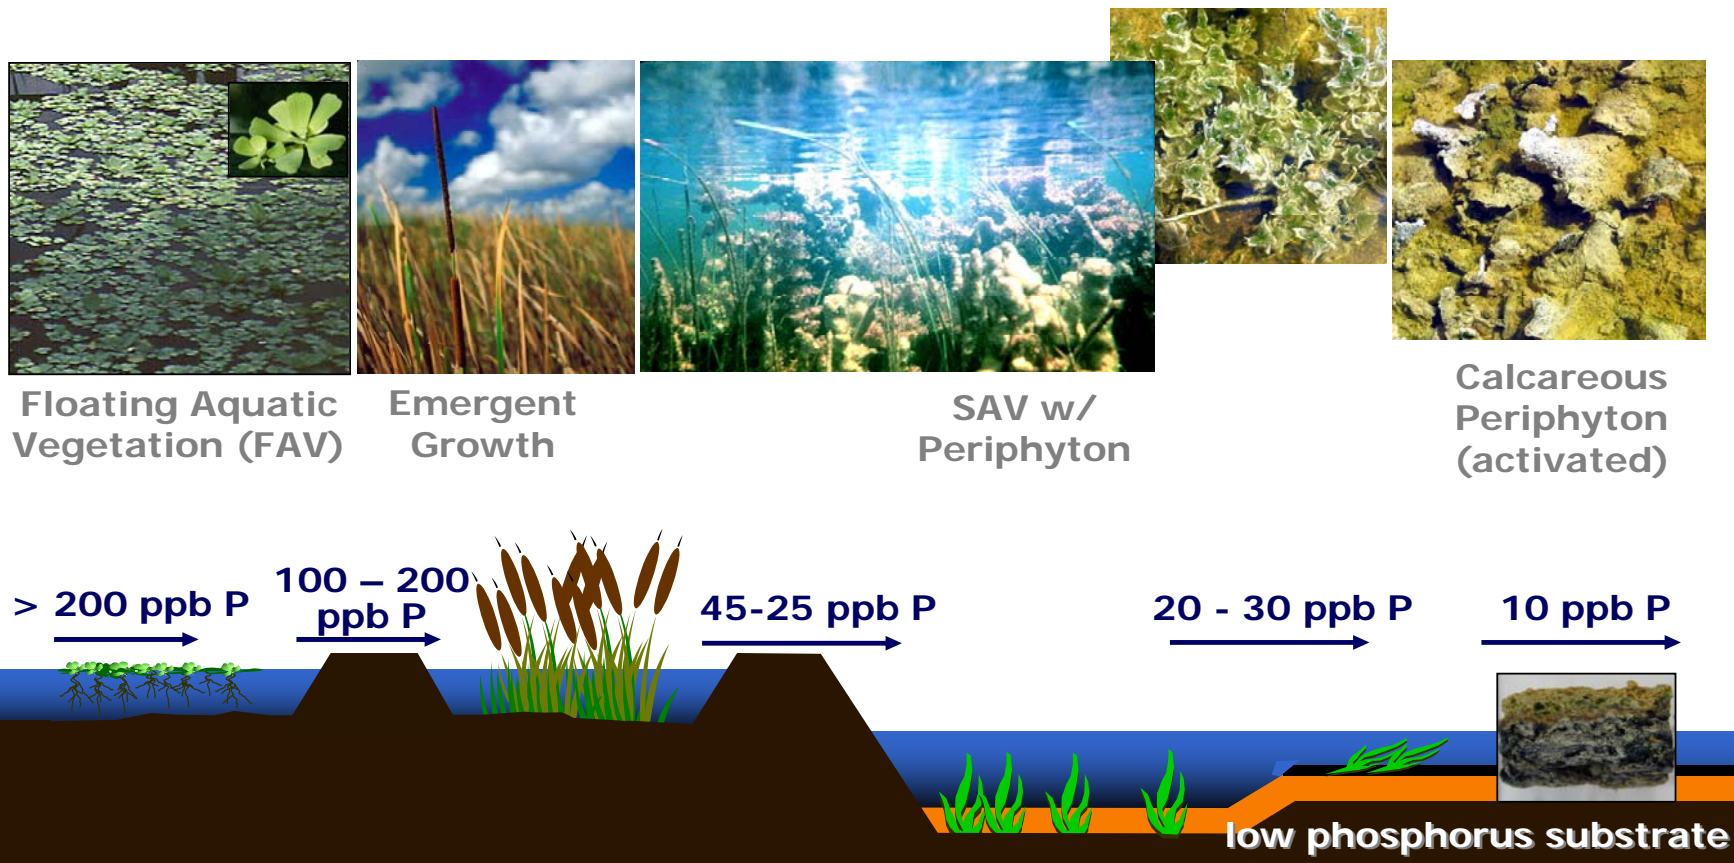 Floating Aquatic
Vegetation (FAV)
Emergent
Growth
SAV w/
Periphyton
Calcareous
Periphyton
(activated)
> 200 ppb P
100 – 200
ppb P
45-25 ppb P
20 - 30 ppb P
10 ppb P
low phosphorus substrate